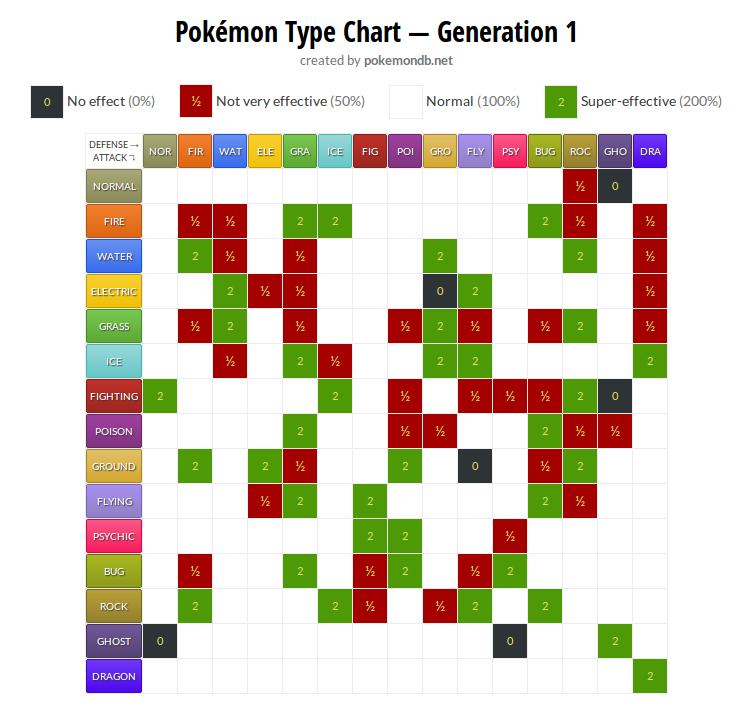 Pokémon Type Chart — Generation 1
created by pokemondb.net
0 No effect (0%) ½ Not very effective (50%) Normal (100%) 2 Super-effective (200%)
DEFENSE→
ATTACK↴
NOR FIR WAT ELE GRA ICE FIG POI GRO FLY PSY BUG ROC GHO DRA
NORMAL ½ 0
FIRE ½ ½ 2 2 2 ½ ½
WATER 2 ½ ½ 2 2 ½
ELECTRIC 2 ½ ½ 0 2 ½
GRASS ½ 2 ½ ½ 2 ½ ½ 2 ½
ICE ½ 2 ½ 2 2 2
FIGHTING 2 2 ½ ½ ½ ½ 2 0
POISON 2 ½ ½ 2 ½ ½
GROUND 2 2 ½ 2 0 ½ 2
FLYING ½ 2 2 2 ½
PSYCHIC 2 2 ½
BUG ½ 2 ½ 2 ½ 2
ROCK 2 2 ½ ½ 2 2
GHOST 0 0 2
DRAGON 2